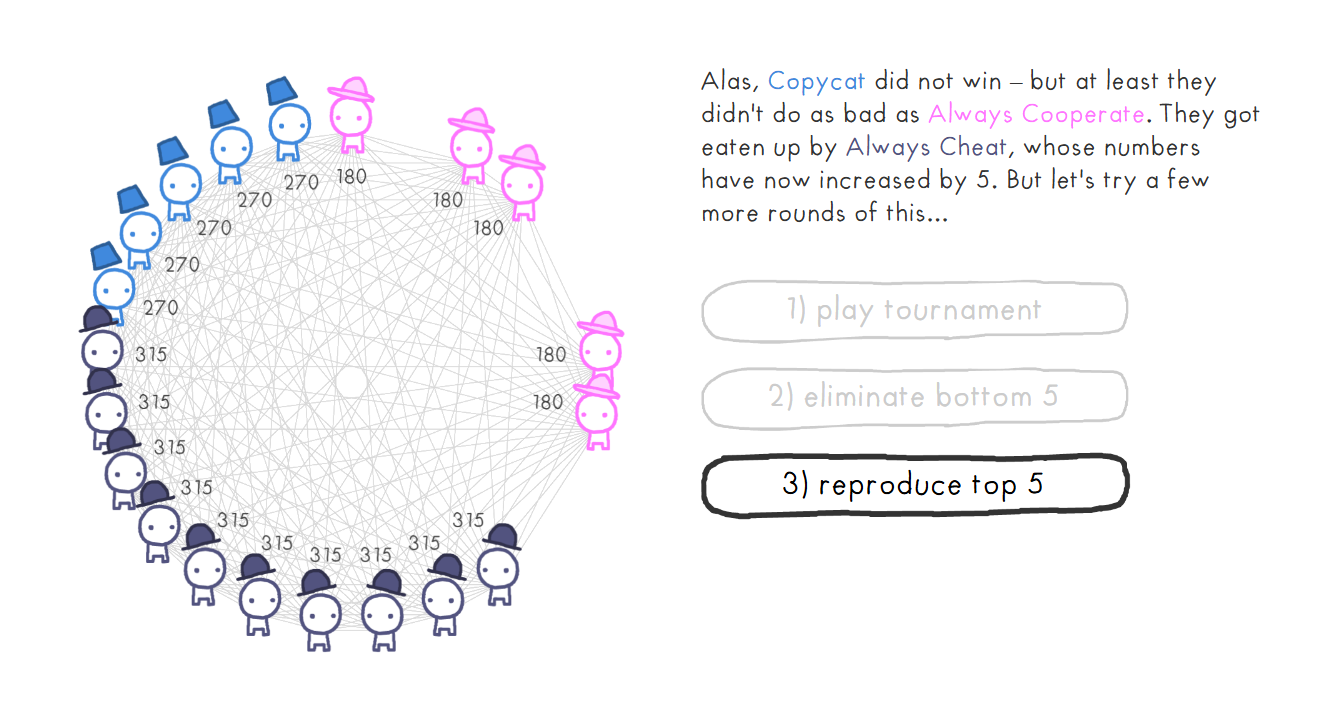 Alas, Copycat did not win – but at least they
didn't do as bad as Always Cooperate. They got
eaten up by Always Cheat, whose numbers
have now increased by 5. But let's try a few
more rounds of this...
1) play tournament
2) eliminate bottom 5
3) reproduce top 5
270
180
270
180
270
180
270
270
315
180
315
180
315
315
315
315
315
315
315
315